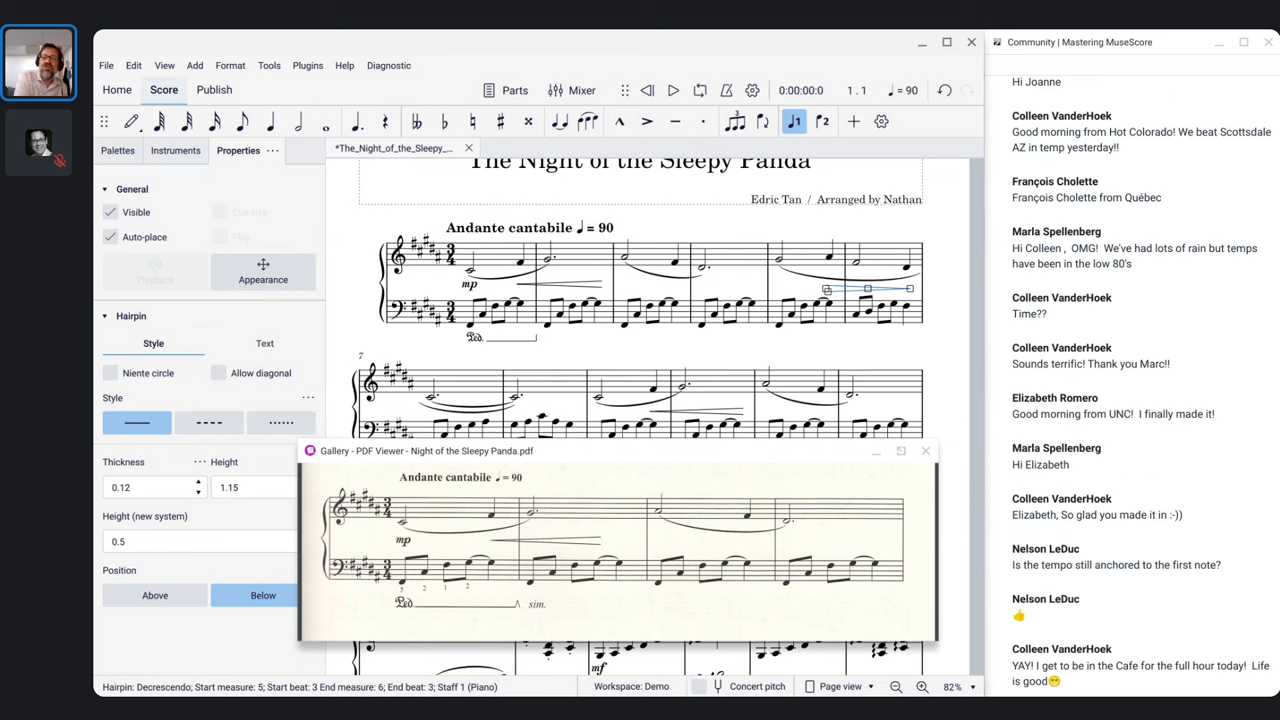 Community | Mastering MuseScore
File Edit View Add Format Tools Plugins Help Diagnostic
Home Score Publish Parts Mixer 0:00:00:0 1 . 1 = 90
Palettes Instruments Properties
*The_Night_of_the_Sleepy_...
General
Visible Cue size
Auto-place Play
Playback Appearance
Hairpin
Style Text
Niente circle Allow diagonal
Style
Thickness Height
0.12 1.15
Height (new system)
0.5
Position
Above Below
The Night of the Sleepy Panda
Edric Tan / Arranged by Nathan
Andante cantabile = 90
mp
Ped.
7
Gallery - PDF Viewer - Night of the Sleepy Panda.pdf
Andante cantabile = 90
mp
5 2 1 2
Ped. sim.
mf
Hairpin: Decrescendo; Start measure: 5; Start beat: 3 End measure: 6; End beat: 3; Staff 1 (Piano) Workspace: Demo Concert pitch Page view 82%
Hi Joanne
Colleen VanderHoek
Good morning from Hot Colorado! We beat Scottsdale
AZ in temp yesterday!!
François Cholette
François Cholette from Québec
Marla Spellenberg
Hi Colleen , OMG! We've had lots of rain but temps
have been in the low 80's
Colleen VanderHoek
Time??
Colleen VanderHoek
Sounds terrific! Thank you Marc!!
Elizabeth Romero
Good morning from UNC! I finally made it!
Marla Spellenberg
Hi Elizabeth
Colleen VanderHoek
Elizabeth, So glad you made it in :-))
Nelson LeDuc
Is the tempo still anchored to the first note?
Nelson LeDuc
👍
Colleen VanderHoek
YAY! I get to be in the Cafe for the full hour today! Life
is good😁